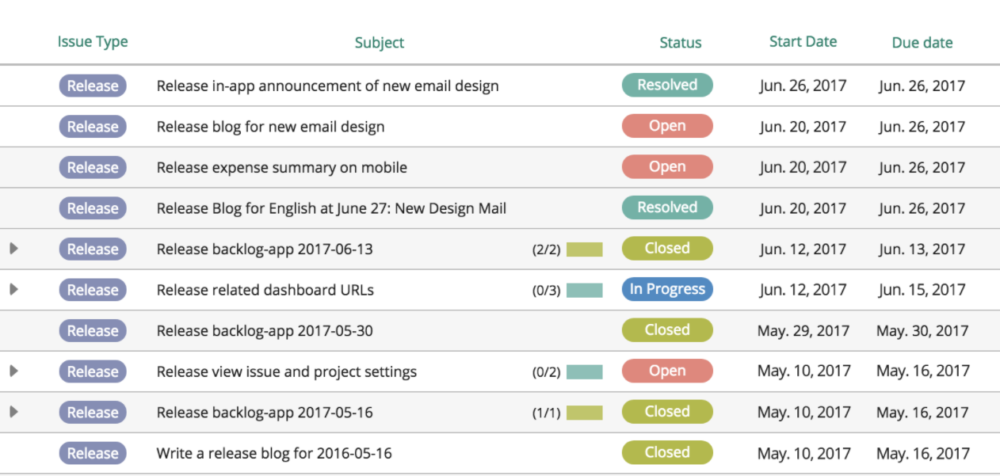 Issue Type Subject Status Start Date Due date
Release Release in-app announcement of new email design Resolved Jun. 26, 2017 Jun. 26, 2017
Release Release blog for new email design Open Jun. 20, 2017 Jun. 26, 2017
Release Release expense summary on mobile Open Jun. 20, 2017 Jun. 26, 2017
Release Release Blog for English at June 27: New Design Mail Resolved Jun. 20, 2017 Jun. 26, 2017
Release Release backlog-app 2017-06-13 (2/2) Closed Jun. 12, 2017 Jun. 13, 2017
Release Release related dashboard URLs (0/3) In Progress Jun. 12, 2017 Jun. 15, 2017
Release Release backlog-app 2017-05-30 Closed May. 29, 2017 May. 30, 2017
Release Release view issue and project settings (0/2) Open May. 10, 2017 May. 16, 2017
Release Release backlog-app 2017-05-16 (1/1) Closed May. 10, 2017 May. 16, 2017
Release Write a release blog for 2016-05-16 Closed May. 10, 2017 May. 16, 2017